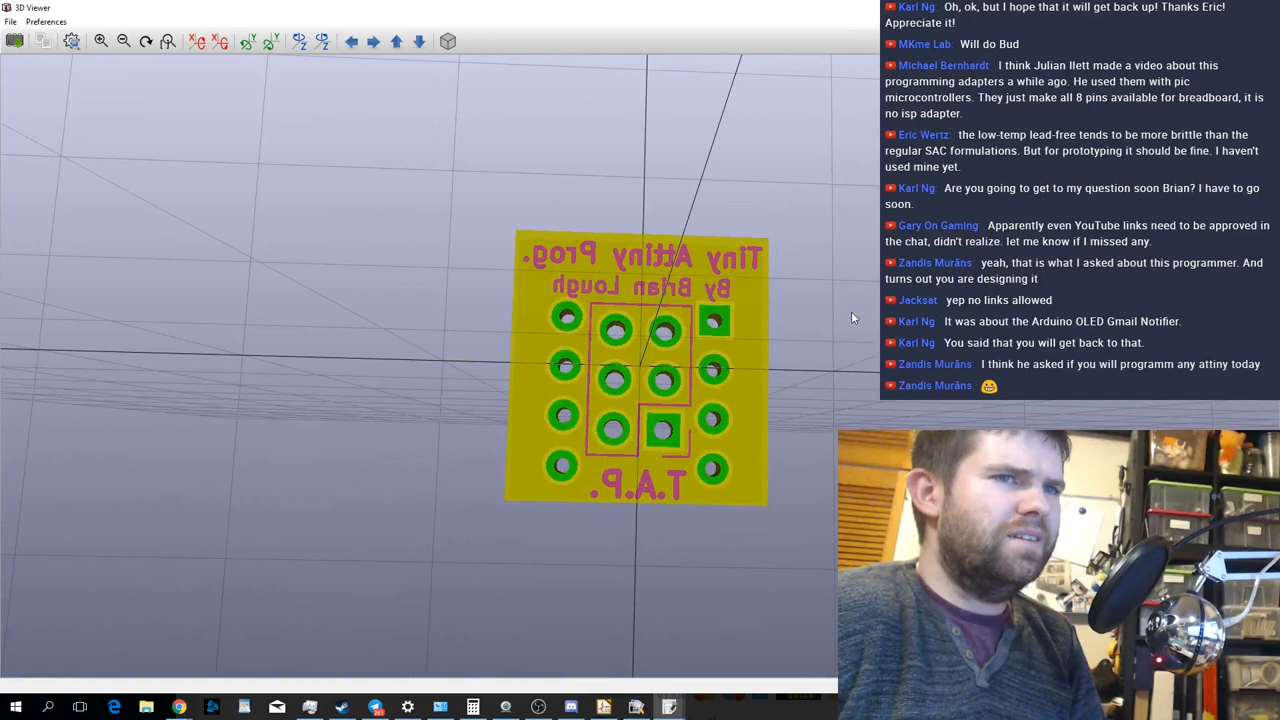 3D Viewer
File Preferences
Tiny Attiny Prog.
By Brian Lough
T.A.P.
Karl Ng Oh, ok, but I hope that it will get back up! Thanks Eric!
Appreciate it!
MKme Lab Will do Bud
Michael Bernhardt I think Julian Ilett made a video about this
programming adapters a while ago. He used them with pic
microcontrollers. They just make all 8 pins available for breadboard, it is
no isp adapter.
Eric Wertz the low-temp lead-free tends to be more brittle than the
regular SAC formulations. But for prototyping it should be fine. I haven't
used mine yet.
Karl Ng Are you going to get to my question soon Brian? I have to go
soon.
Gary On Gaming Apparently even YouTube links need to be approved in
the chat, didn't realize. let me know if I missed any.
Zandis Murāns yeah, that is what I asked about this programmer. And
turns out you are designing it
Jacksat yep no links allowed
Karl Ng It was about the Arduino OLED Gmail Notifier.
Karl Ng You said that you will get back to that.
Zandis Murāns I think he asked if you will programm any attiny today
Zandis Murāns